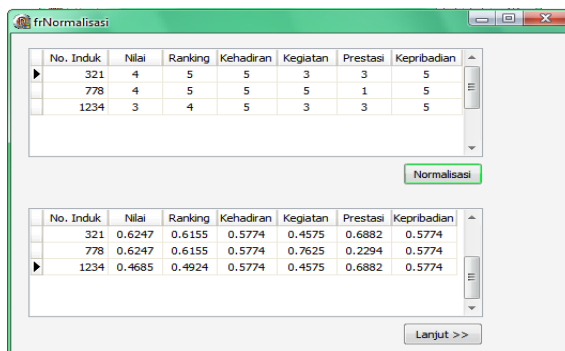 frNormalisasi
No. Induk Nilai Ranking Kehadiran Kegiatan Prestasi Kepribadian
321 4 5 5 3 3 5
778 4 5 5 5 1 5
1234 3 4 5 3 3 5
Normalisasi
No. Induk Nilai Ranking Kehadiran Kegiatan Prestasi Kepribadian
321 0.6247 0.6155 0.5774 0.4575 0.6882 0.5774
778 0.6247 0.6155 0.5774 0.7625 0.2294 0.5774
1234 0.4685 0.4924 0.5774 0.4575 0.6882 0.5774
Lanjut >>